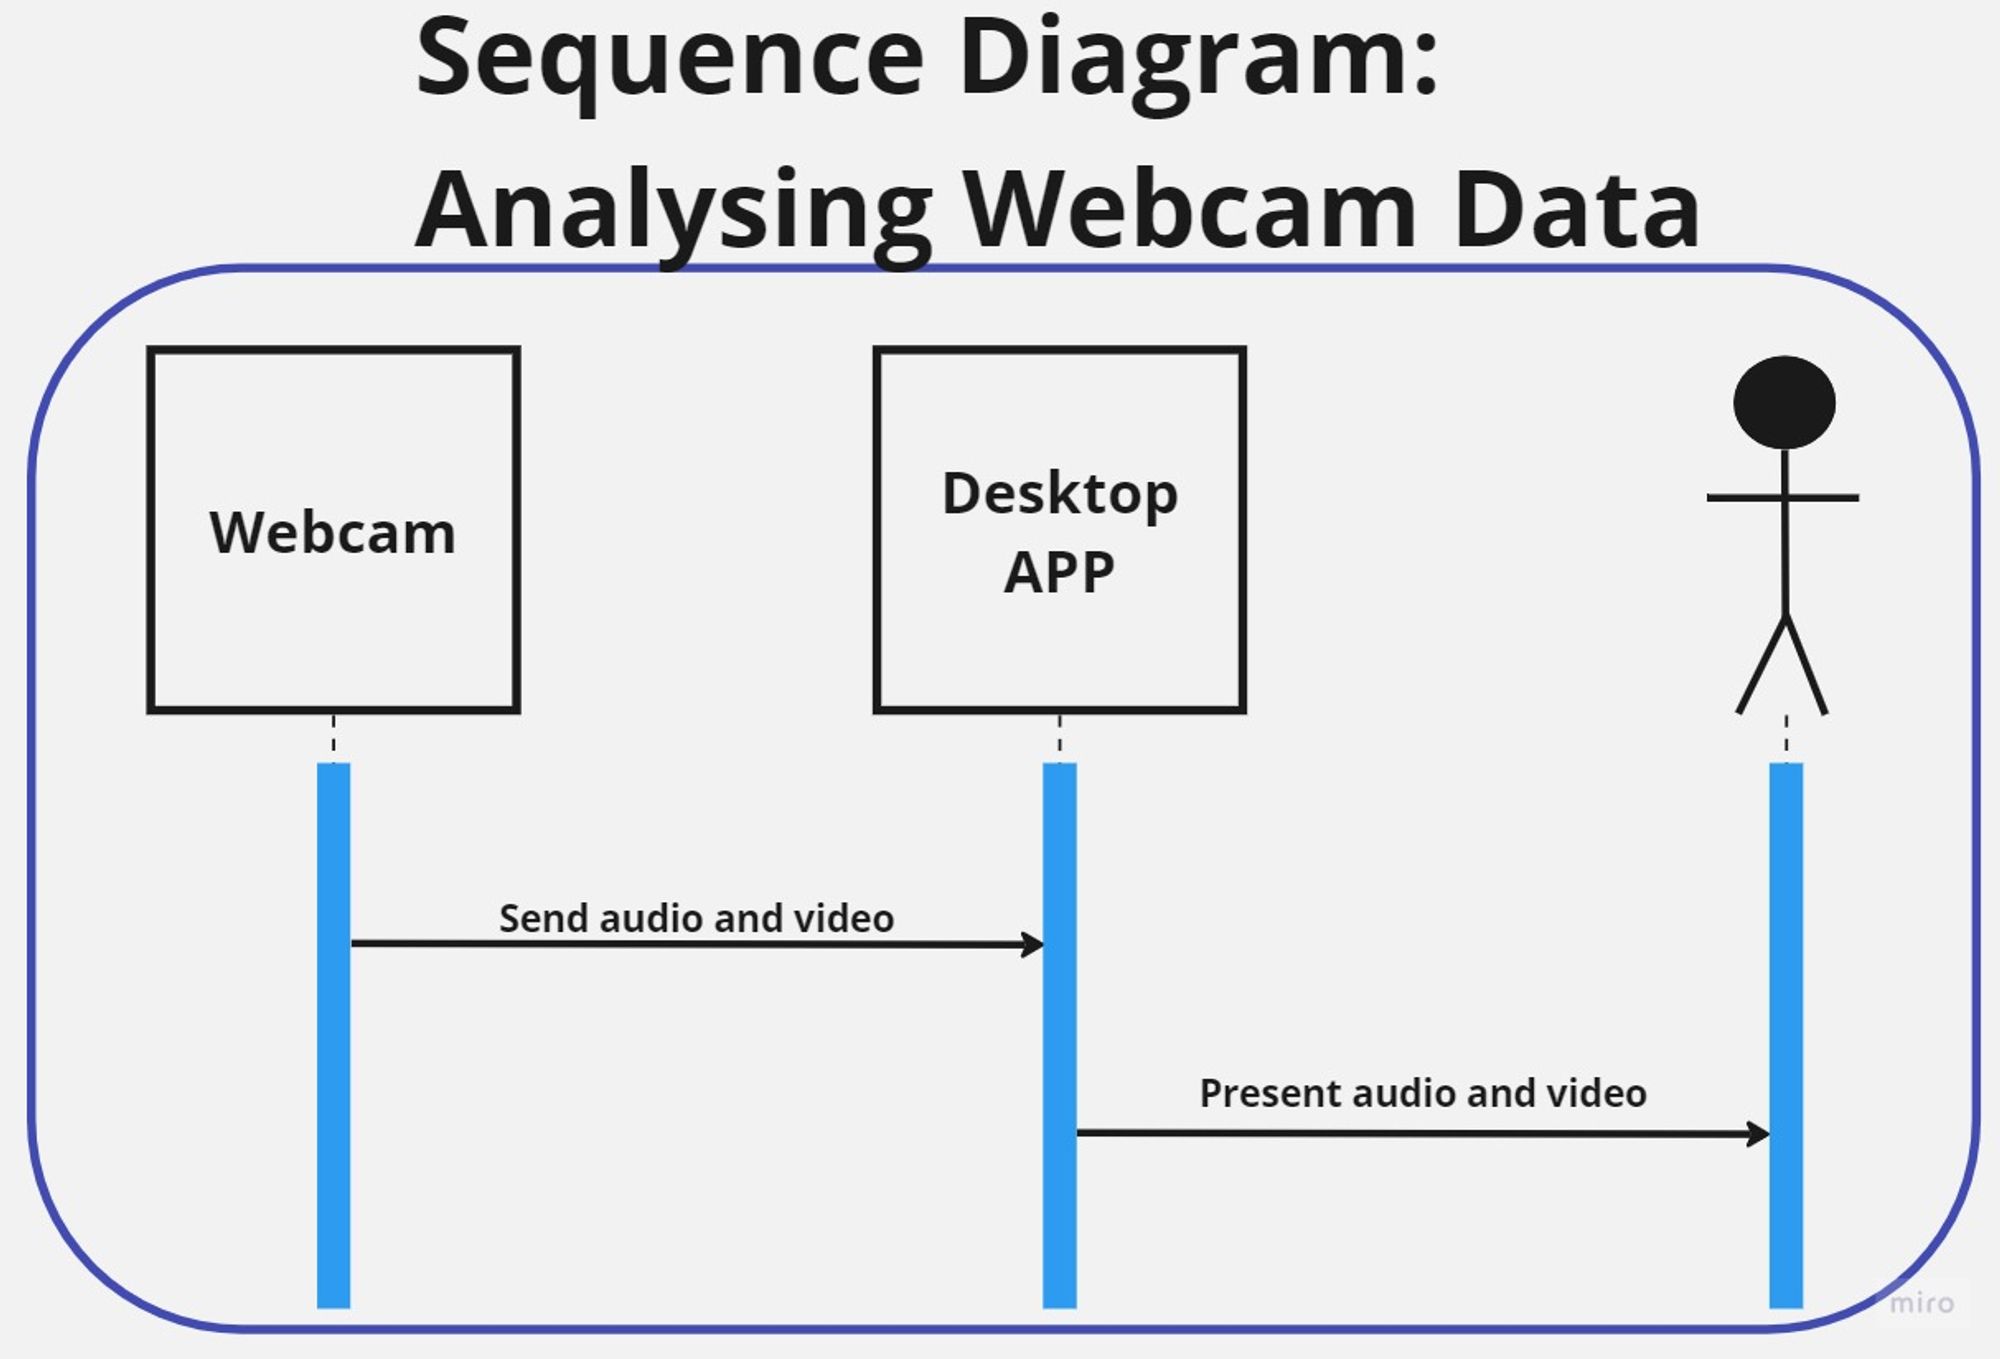 Sequence Diagram:
Analysing Webcam Data
Webcam
Desktop
APP
Send audio and video
Present audio and video
miro